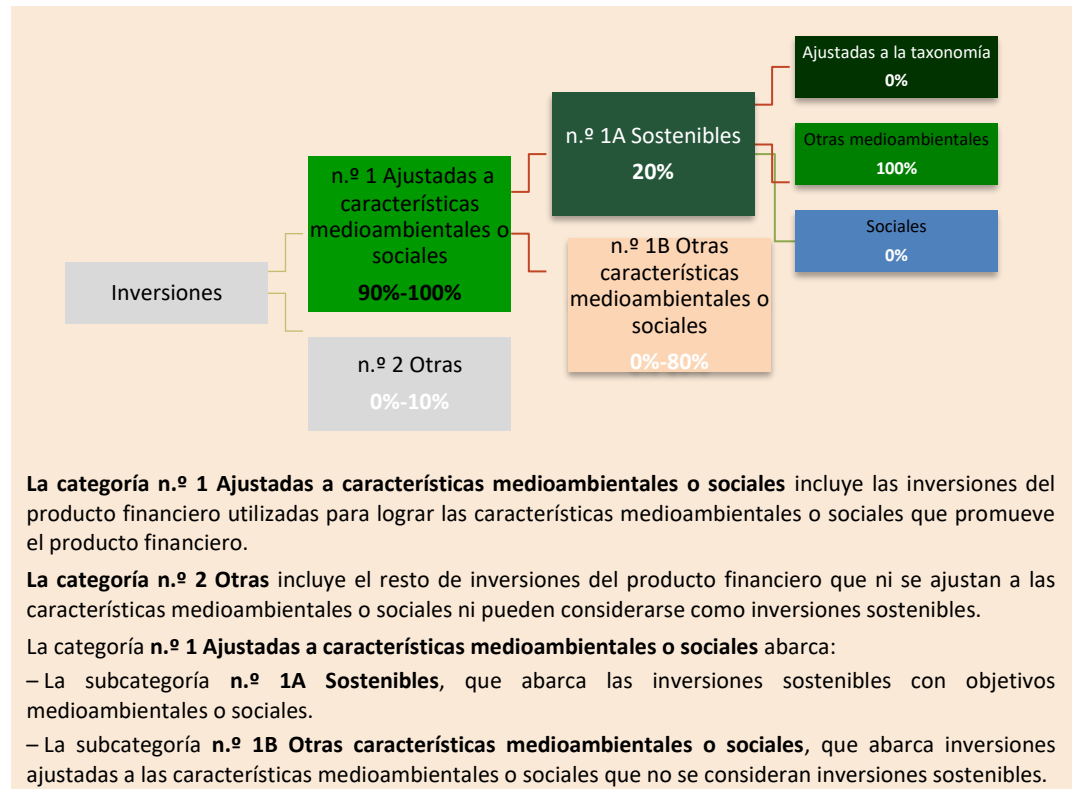 Inversiones
n.º 1 Ajustadas a
características
medioambientales o
sociales
90%-100%
n.º 2 Otras
0%-10%
n.º 1A Sostenibles
20%
n.º 1B Otras
características
medioambientales o
sociales
0%-80%
Ajustadas a la taxonomía
0%
Otras medioambientales
100%
Sociales
0%
La categoría n.º 1 Ajustadas a características medioambientales o sociales incluye las inversiones del
producto financiero utilizadas para lograr las características medioambientales o sociales que promueve
el producto financiero.
La categoría n.º 2 Otras incluye el resto de inversiones del producto financiero que ni se ajustan a las
características medioambientales o sociales ni pueden considerarse como inversiones sostenibles.
La categoría n.º 1 Ajustadas a características medioambientales o sociales abarca:
– La subcategoría n.º 1A Sostenibles, que abarca las inversiones sostenibles con objetivos
medioambientales o sociales.
– La subcategoría n.º 1B Otras características medioambientales o sociales, que abarca inversiones
ajustadas a las características medioambientales o sociales que no se consideran inversiones sostenibles.